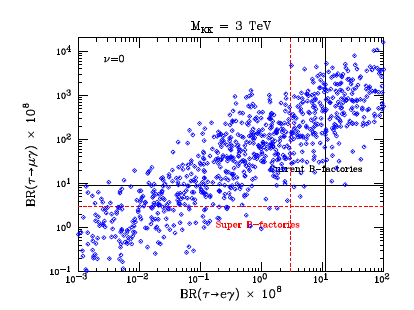 M_KK = 3 TeV
ν=0
BR(τ→μγ) × 10^8
10^4
10^3
10^2
10^1
10^0
10^-1
Current B-factories
Super B-factories
10^-3 10^-2 10^-1 10^0 10^1 10^2
BR(τ→eγ) × 10^8